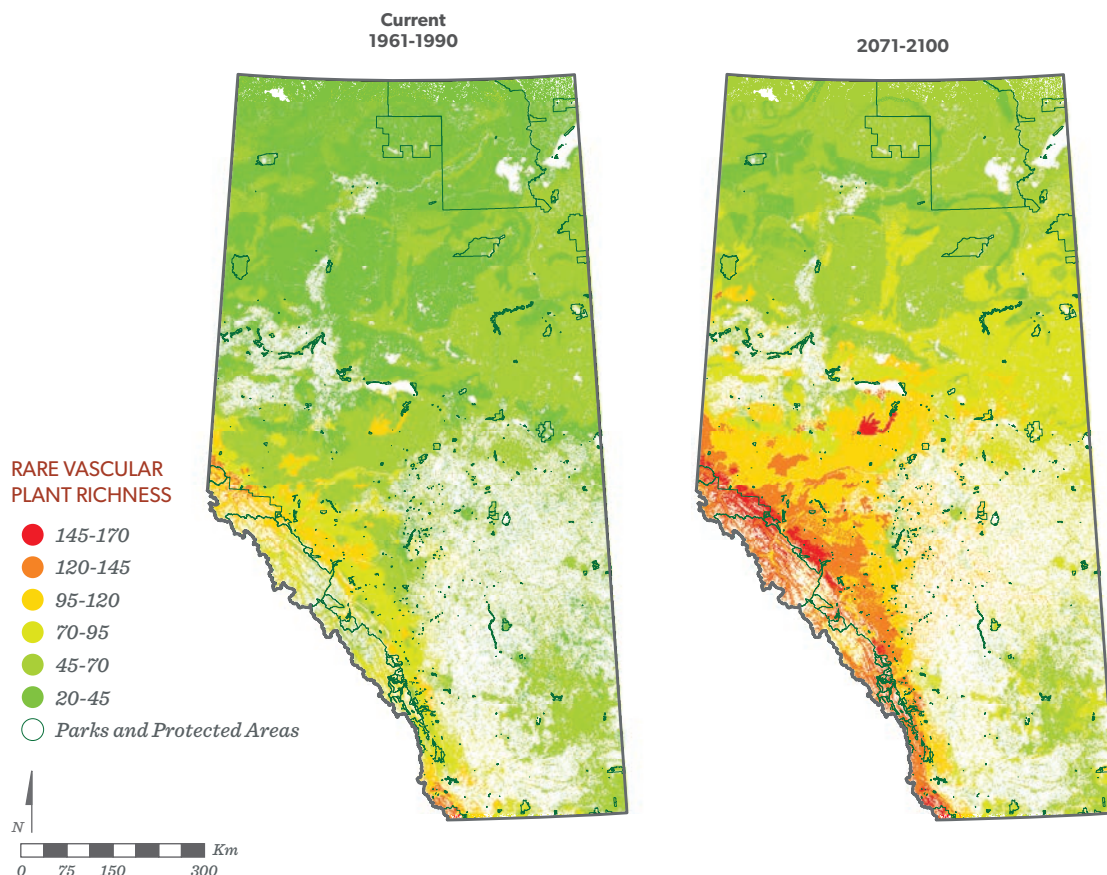 Current
1961-1990
2071-2100
RARE VASCULAR
PLANT RICHNESS
145-170
120-145
95-120
70-95
45-70
20-45
Parks and Protected Areas
N
Km
0 75 150 300